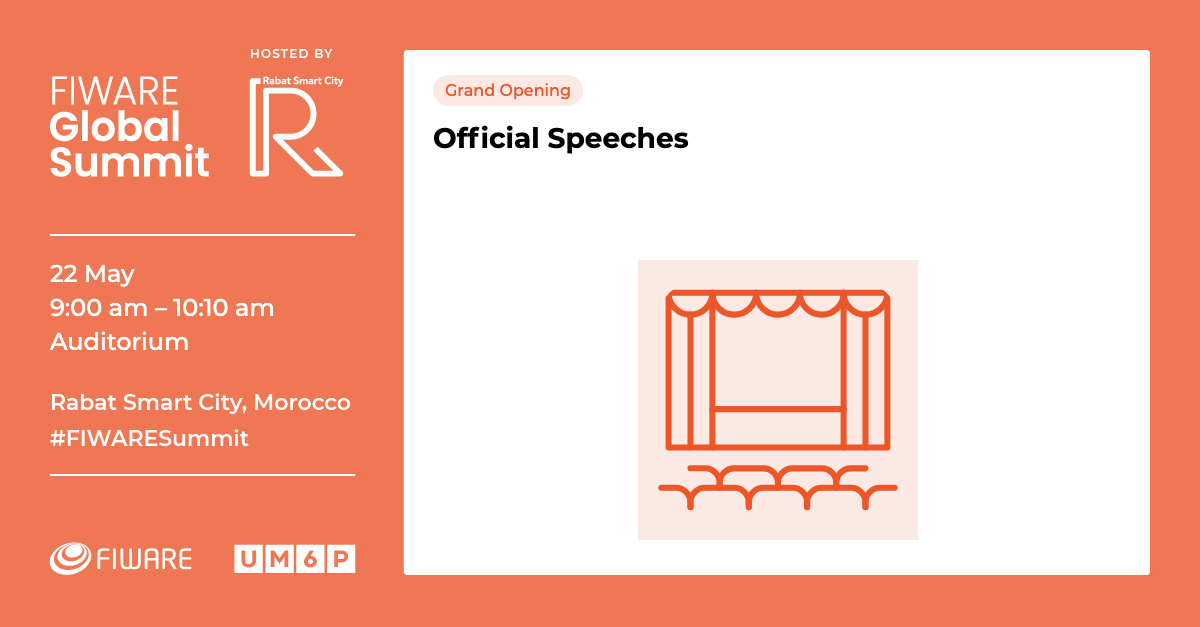 FIWARE
Global
Summit
HOSTED BY
Rabat Smart City
R
22 May
9:00 am – 10:10 am
Auditorium
Rabat Smart City, Morocco
#FIWARESummit
FIWARE
UM6P
Grand Opening
Official Speeches